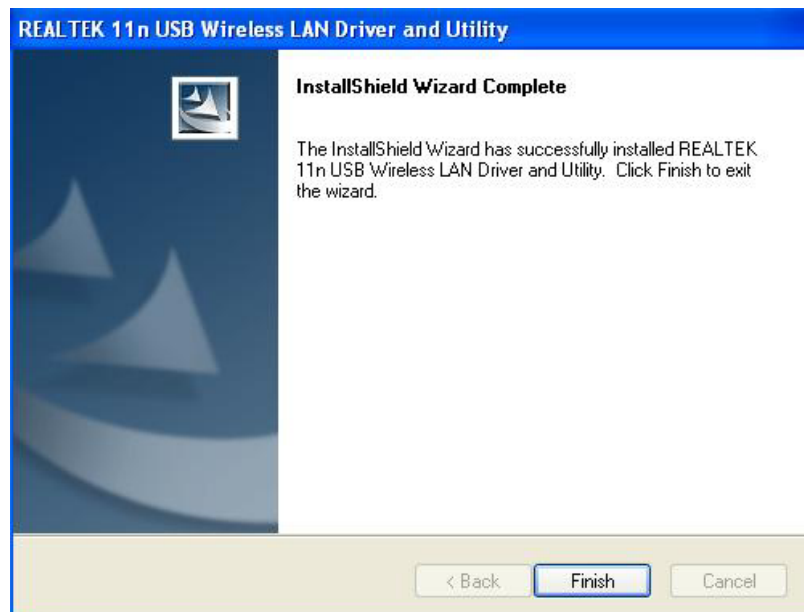 REALTEK 11n USB Wireless LAN Driver and Utility
InstallShield Wizard Complete
The InstallShield Wizard has successfully installed REALTEK
11n USB Wireless LAN Driver and Utility. Click Finish to exit
the wizard.
< Back Finish Cancel